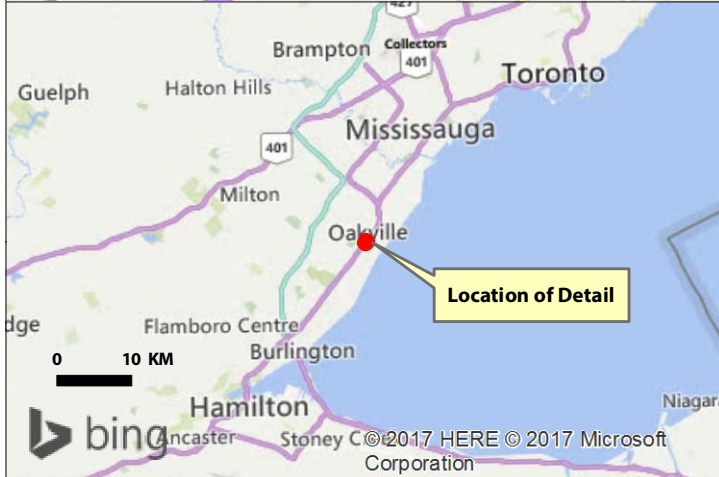 427
Brampton
Collectors
401
Toronto
Guelph
Halton Hills
Mississauga
401
Milton
Oakville
Location of Detail
dge
Flamboro Centre
0 10 KM
Burlington
Niagar
Hamilton
bing
Ancaster
Stoney C
©2017 HERE © 2017 Microsoft
Corporation